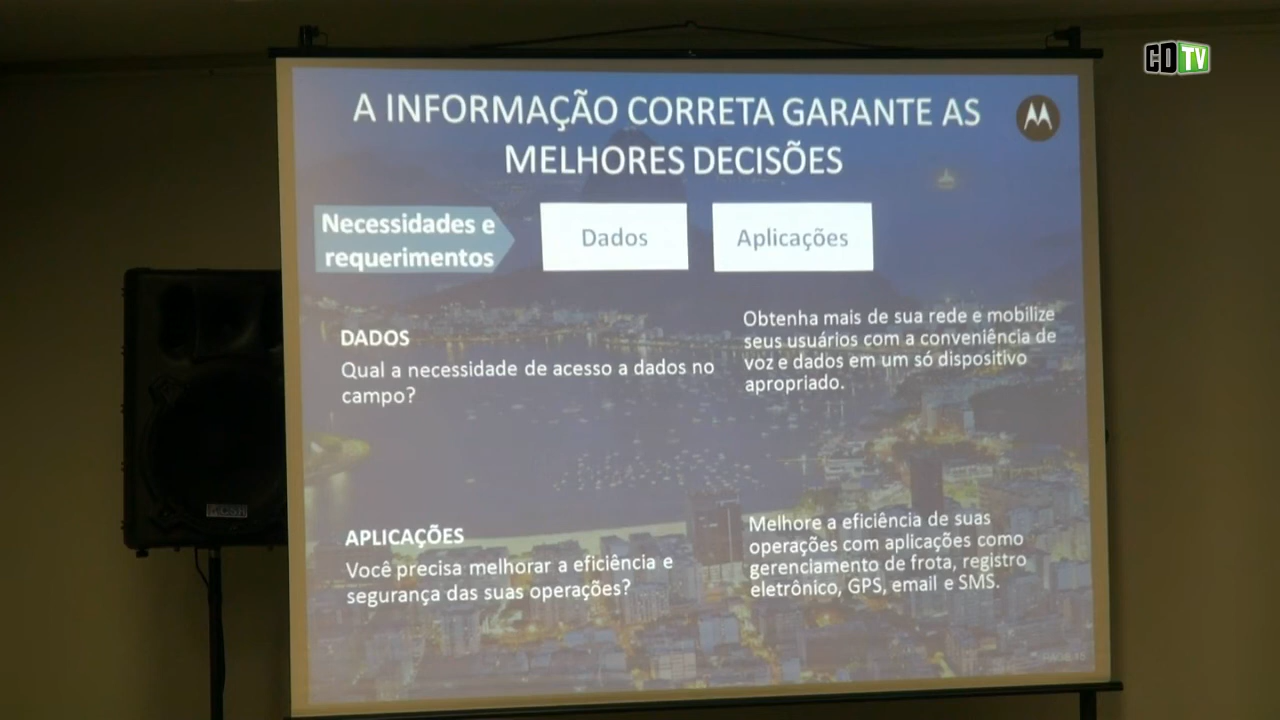 CDTV
A INFORMAÇÃO CORRETA GARANTE AS
MELHORES DECISÕES
Necessidades e
requerimentos
Dados
Aplicações
DADOS
Qual a necessidade de acesso a dados no
campo?
Obtenha mais de sua rede e mobilize
seus usuários com a conveniência de
voz e dados em um só dispositivo
apropriado.
APLICAÇÕES
Você precisa melhorar a eficiência e
segurança das suas operações?
Melhore a eficiência de suas
operações com aplicações como
gerenciamento de frota, registro
eletrônico, GPS, email e SMS.
PAGE 15